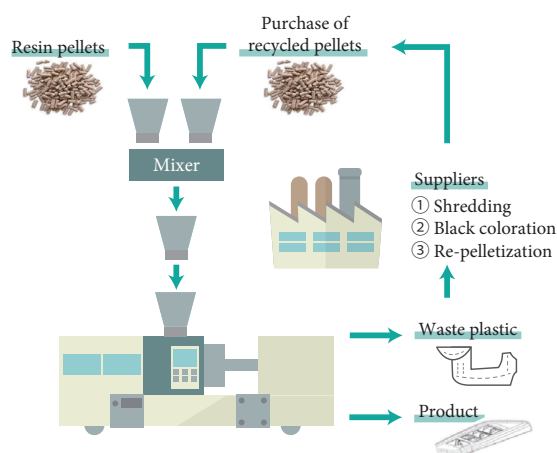 Resin pellets
Purchase of
recycled pellets
Mixer
Suppliers
① Shredding
② Black coloration
③ Re-pelletization
Waste plastic
Product